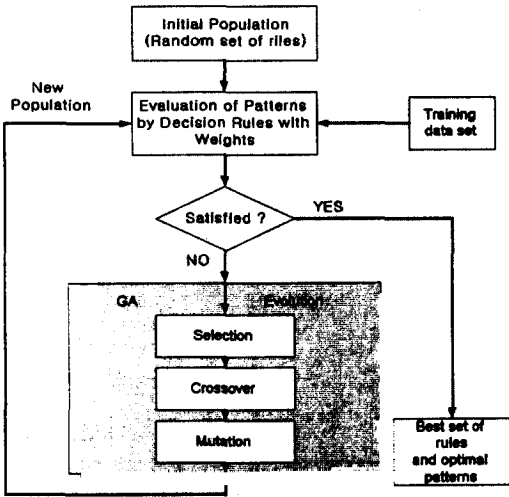 Initial Population
(Random set of riles)
New
Population
Evaluation of Patterns
by Decision Rules with
Weights
Training
data set
Satisfied ?
YES
NO
GA
Evolution
Selection
Crossover
Mutation
Best set of
rules
and optimal
patterns